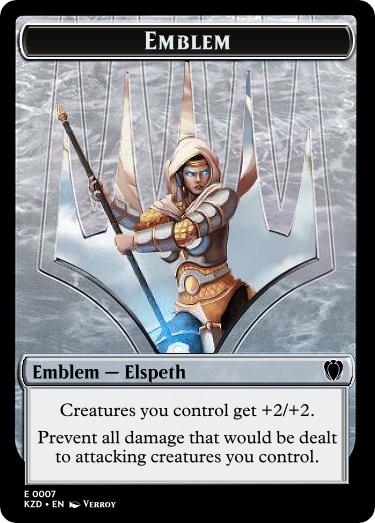 EMBLEM
Emblem — Elspeth
Creatures you control get +2/+2.
Prevent all damage that would be dealt
to attacking creatures you control.
E 0007
KZD • EN VERROY